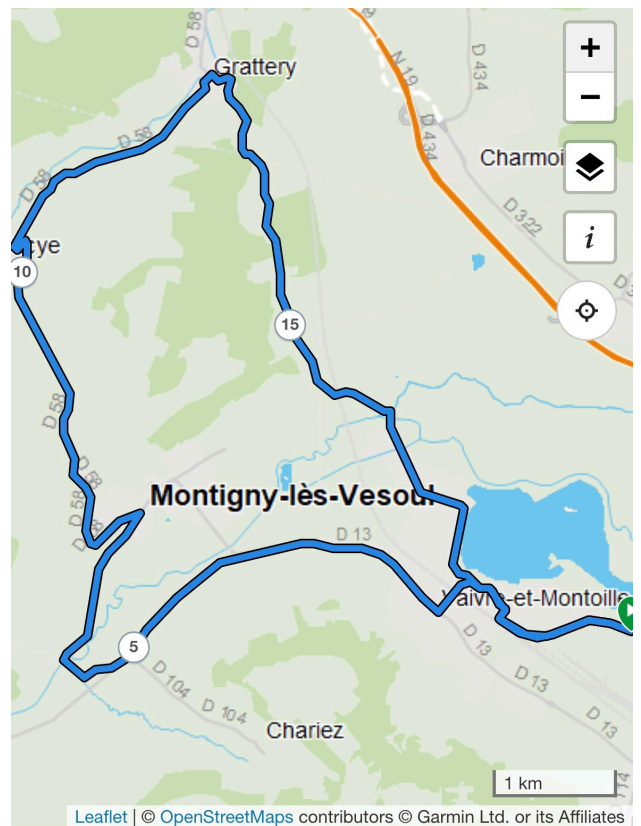 D 58
Grattery
+
−
N 19
D 434
D 434
Charmoi
D 58
D 58
D 322
cye
i
10
15
D 58
D 58
Montigny-lès-Vesoul
D 58
D 13
Vaivre-et-Montoille
5
D 13
D 104
D 13
D 104
D 13
Chariez
1 km
Leaflet | © OpenStreetMaps contributors © Garmin Ltd. or its Affiliates